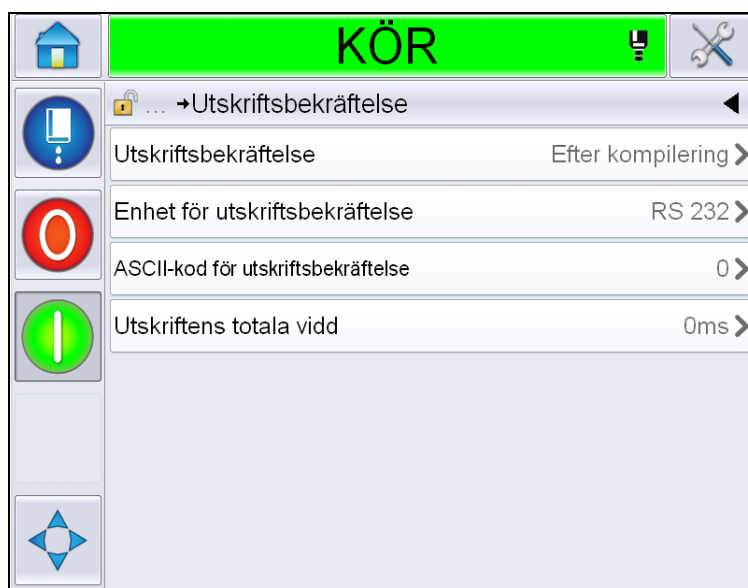 KÖR
... →Utskriftsbekräftelse
Utskriftsbekräftelse Efter kompilering
Enhet för utskriftsbekräftelse RS 232
ASCII-kod för utskriftsbekräftelse 0
Utskriftens totala vidd 0ms